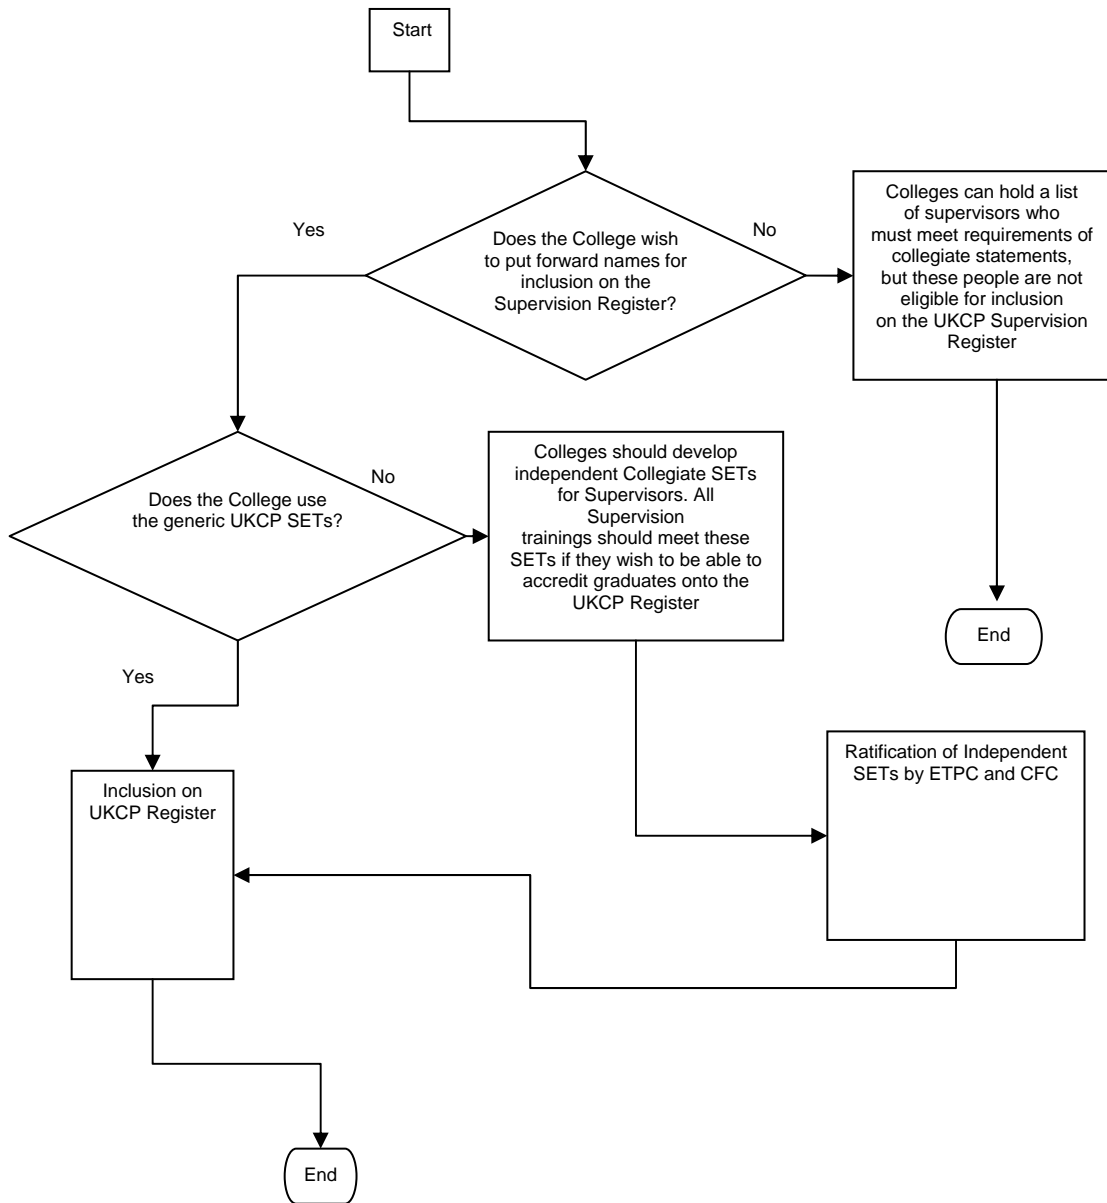 Start
Yes
Does the College wish
to put forward names for
inclusion on the
Supervision Register?
No
Colleges can hold a list
of supervisors who
must meet requirements of
collegiate statements,
but these people are not
eligible for inclusion
on the UKCP Supervision
Register
Does the College use
the generic UKCP SETs?
No
Colleges should develop
independent Collegiate SETs
for Supervisors. All
Supervision
trainings should meet these
SETs if they wish to be able to
accredit graduates onto the
UKCP Register
End
Yes
Inclusion on
UKCP Register
Ratification of Independent
SETs by ETPC and CFC
End